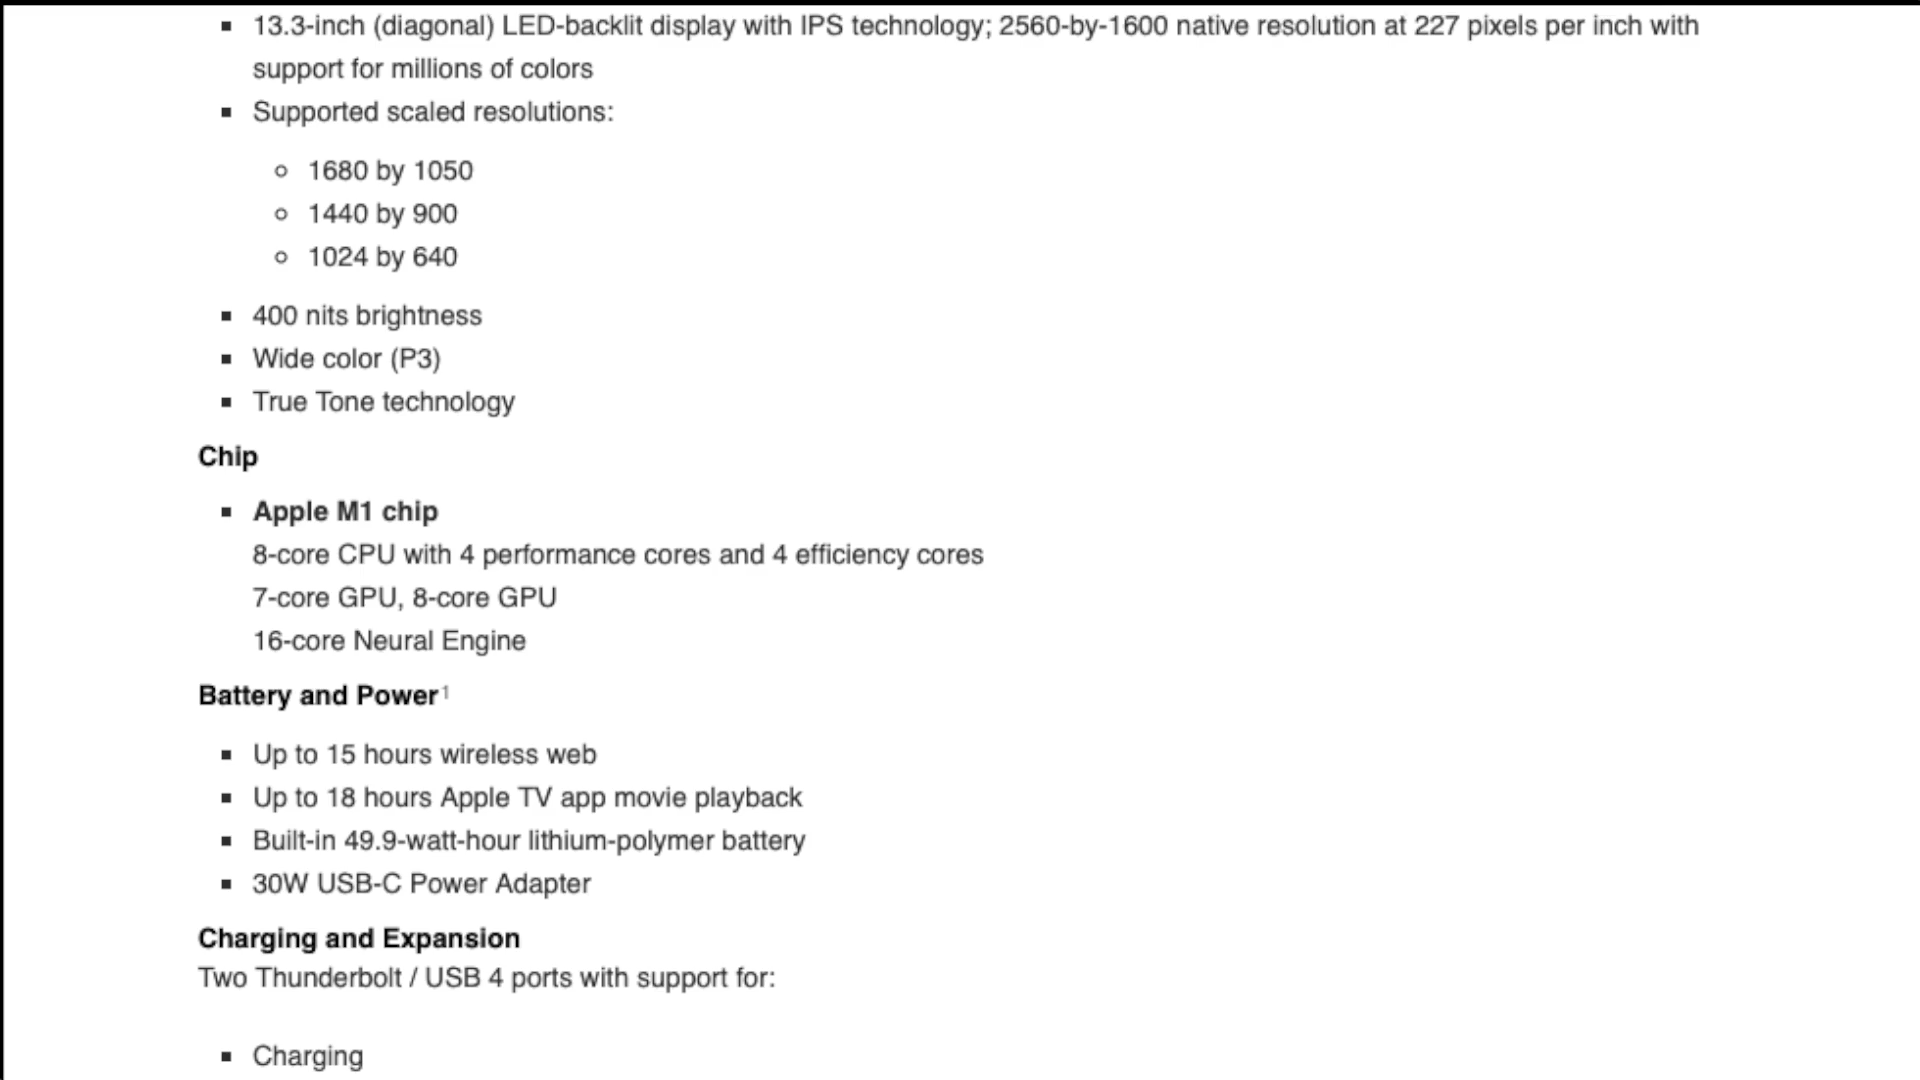 13.3-inch (diagonal) LED-backlit display with IPS technology; 2560-by-1600 native resolution at 227 pixels per inch with
support for millions of colors
Supported scaled resolutions:
1680 by 1050
1440 by 900
1024 by 640
400 nits brightness
Wide color (P3)
True Tone technology
Chip
Apple M1 chip
8-core CPU with 4 performance cores and 4 efficiency cores
7-core GPU, 8-core GPU
16-core Neural Engine
Battery and Power¹
Up to 15 hours wireless web
Up to 18 hours Apple TV app movie playback
Built-in 49.9-watt-hour lithium-polymer battery
30W USB-C Power Adapter
Charging and Expansion
Two Thunderbolt / USB 4 ports with support for:
Charging